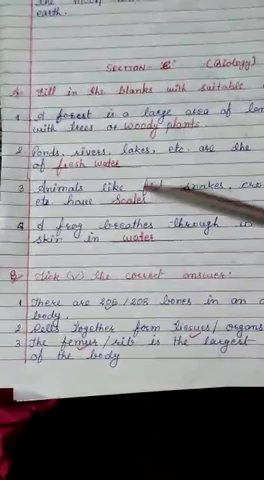 earth.
Section- "C" (Biology)
A Fill in the blanks with suitable
1 A forest is a large area of lan
with trees or woody plants.
2 Ponds, rivers, lakes, etc. are the
of fresh water
3 Animals like snakes, cro
etc have scales
4 A frog breathes through
skin in water
B- Tick (√) the correct answer:
1 There are 206/208 bones in an a
body.
2 Cells Together form Tissues/organs
3 The femur/rib is the largest
of the body